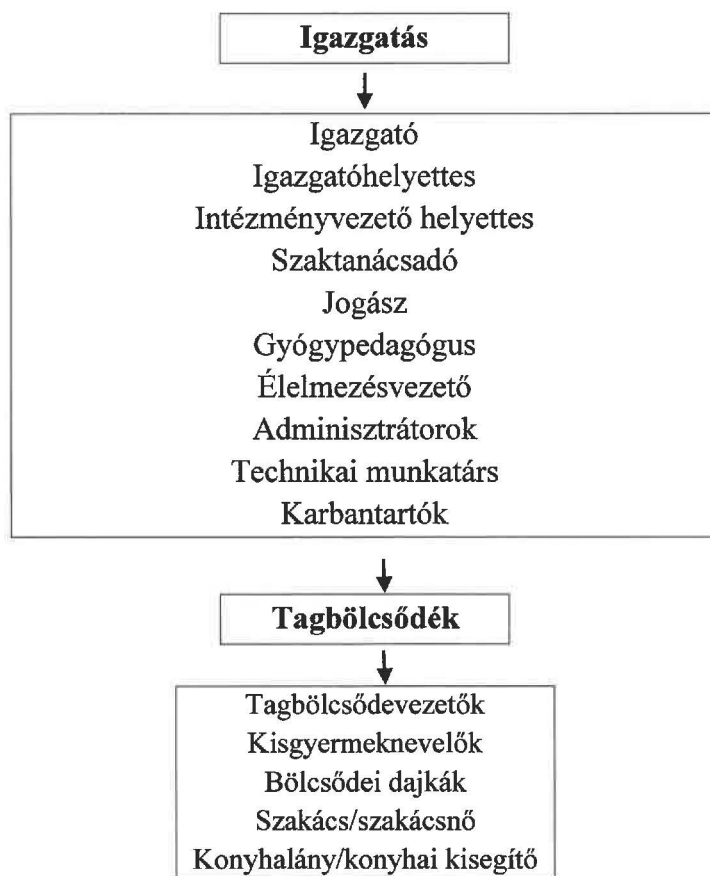 Igazgatás
Igazgató
Igazgatóhelyettes
Intézményvezető helyettes
Szaktanácsadó
Jogász
Gyógypedagógus
Élelmezésvezető
Adminisztrátorok
Technikai munkatárs
Karbantartók
Tagbölcsődék
Tagbölcsődevezetők
Kisgyermeknevelők
Bölcsődei dajkák
Szakács/szakácsnő
Konyhalány/konyhai kisegítő